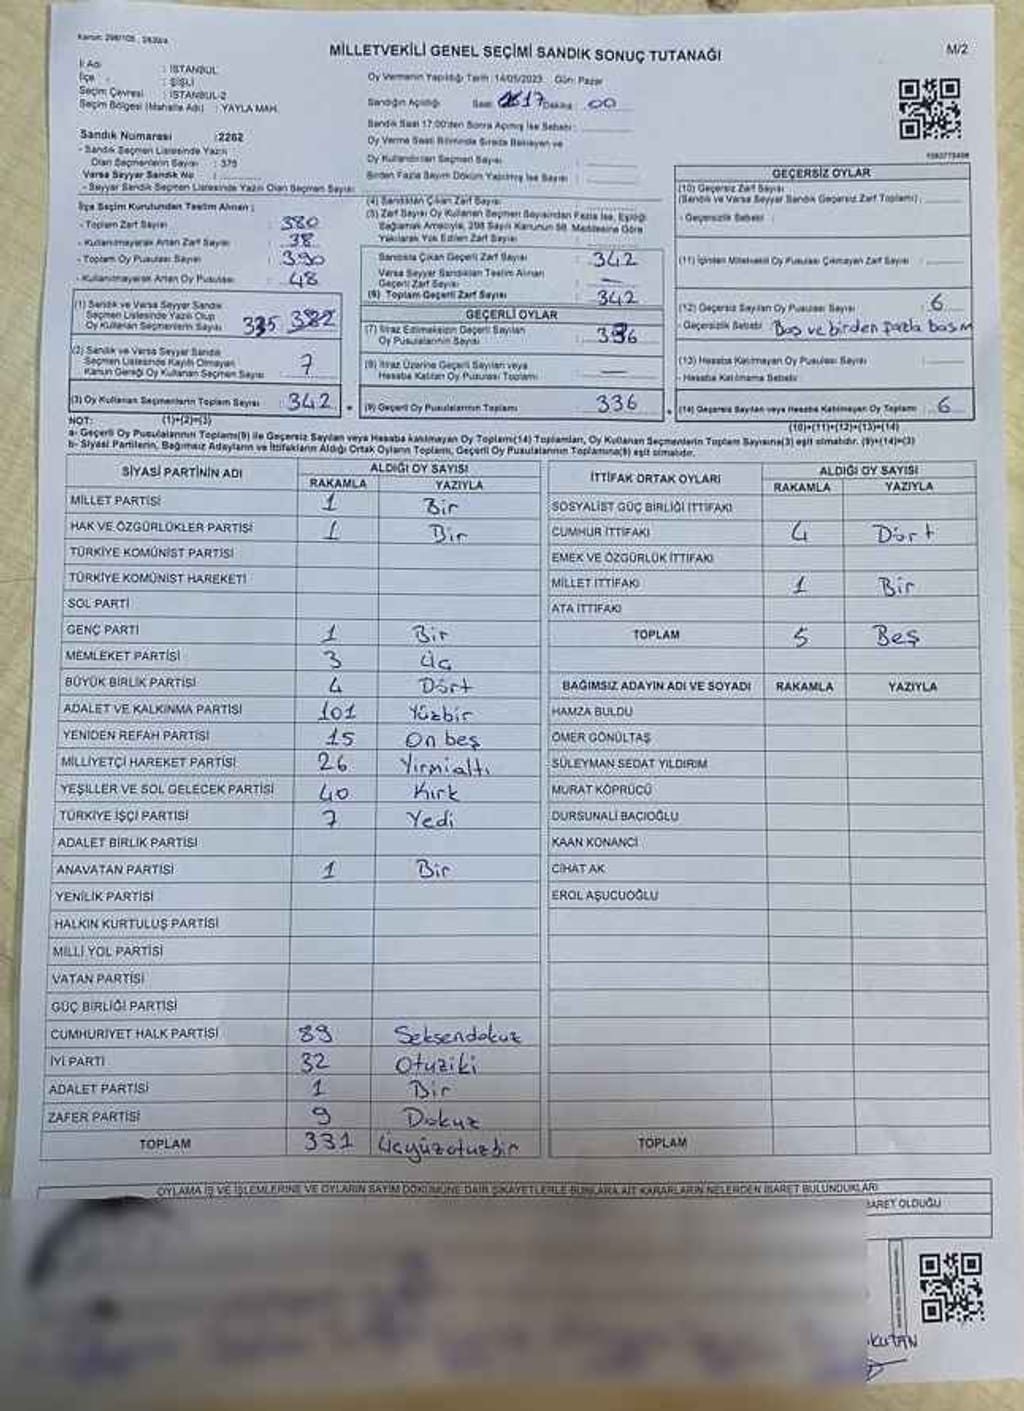 MİLLETVEKİLİ GENEL SEÇİMİ SANDIK SONUÇ TUTANAĞI
M/2
İl Adı : İSTANBUL
İlçe : ŞİŞLİ
Seçim Çevresi : İSTANBUL-2
Seçim Bölgesi (Mahalle Adı) : YAYLA MAH.
Sandık Numarası : 2262
- Sandık Seçmen Listesinde Yazılı
Olan Seçmenlerin Sayısı : 375
Varsa Seyyar Sandık No :
- Seyyar Sandık Seçmen Listesinde Yazılı Olan Seçmen Sayısı:
İlçe Seçim Kurulundan Teslim Alınan :
- Toplam Zarf Sayısı : 380
- Kullanılmayarak Artan Zarf Sayısı : 38
- Toplam Oy Pusulası Sayısı : 390
- Kullanılmayarak Artan Oy Pusulası : 48
(1) Sandık ve Varsa Seyyar Sandık
Seçmen Listesinde Yazılı Olup
Oy Kullanan Seçmenlerin Sayısı 335
(2) Sandık ve Varsa Seyyar Sandık
Seçmen Listesinde Kayıtlı Olmayan
Kanun Gereği Oy Kullanan Seçmen Sayısı 7
(3) Oy Kullanan Seçmenlerin Toplam Sayısı : 342
(1)+(2)=(3)
Oy Vermenin Yapıldığı Tarih : 14/05/2023 Gün: Pazar
Sandığın Açıldığı Saat 17 Dakika : 00
Sandık Saat 17:00'den Sonra Açılmış İse Sebebi :
Oy Verme Saati Bitiminde Sırada Bekleyen ve
Oy Kullandırılan Seçmen Sayısı :
Birden Fazla Sayım Döküm Yapılmış İse Sayısı :
(4) Sandıktan Çıkan Zarf Sayısı :
(5) Zarf Sayısı Oy Kullanan Seçmen Sayısından Fazla İse, Eşitliği
Sağlamak Amacıyla, 298 Sayılı Kanunun 98. Maddesine Göre
Yakılarak Yok Edilen Zarf Sayısı :
Sandıkta Çıkan Geçerli Zarf Sayısı : 342
Varsa Seyyar Sandıktan Teslim Alınan
Geçerli Zarf Sayısı : —
(6) Toplam Geçerli Zarf Sayısı : 342
GEÇERLİ OYLAR
(7) İtiraz Edilmeksizin Geçerli Sayılan
Oy Pusulalarının Sayısı : 336
(8) İtiraz Üzerine Geçerli Sayılan veya
Hesaba Katılan Oy Pusulası Toplamı : —
(9) Geçerli Oy Pusulalarının Toplamı : 336
GEÇERSİZ OYLAR
(10) Geçersiz Zarf Sayısı
(Sandık ve Varsa Seyyar Sandık Geçersiz Zarf Toplamı) :
- Geçersizlik Sebebi :
(11) İçinden Milletvekili Oy Pusulası Çıkmayan Zarf Sayısı :
(12) Geçersiz Sayılan Oy Pusulası Sayısı : 6
- Geçersizlik Sebebi : Boş ve birden fazla basım
(13) Hesaba Katılmayan Oy Pusulası Sayısı :
- Hesaba Katılmama Sebebi :
(14) Geçersiz Sayılan veya Hesaba Katılmayan Oy Toplamı : 6
(10)+(11)+(12)+(13)=(14)
NOT:
a- Geçerli Oy Pusulalarının Toplamı(9) ile Geçersiz Sayılan veya Hesaba katılmayan Oy Toplamı(14) Toplamları, Oy Kullanan Seçmenlerin Toplam Sayısına(3) eşit olmalıdır. (9)+(14)=(3)
b- Siyasi Partilerin, Bağımsız Adayların ve İttifakların Aldığı Ortak Oyların Toplamı, Geçerli Oy Pusulalarının Toplamına(9) eşit olmalıdır.
SİYASİ PARTİNİN ADI ALDIĞI OY SAYISI
RAKAMLA YAZIYLA
MİLLET PARTİSİ 1 Bir
HAK VE ÖZGÜRLÜKLER PARTİSİ 1 Bir
TÜRKİYE KOMÜNİST PARTİSİ
TÜRKİYE KOMÜNİST HAREKETİ
SOL PARTİ
GENÇ PARTİ 1 Bir
MEMLEKET PARTİSİ 3 Üç
BÜYÜK BİRLİK PARTİSİ 4 Dört
ADALET VE KALKINMA PARTİSİ 101 Yüzbir
YENİDEN REFAH PARTİSİ 15 On beş
MİLLİYETÇİ HAREKET PARTİSİ 26 Yirmialtı
YEŞİLLER VE SOL GELECEK PARTİSİ 40 Kırk
TÜRKİYE İŞÇİ PARTİSİ 7 Yedi
ADALET BİRLİK PARTİSİ
ANAVATAN PARTİSİ 1 Bir
YENİLİK PARTİSİ
HALKIN KURTULUŞ PARTİSİ
MİLLİ YOL PARTİSİ
VATAN PARTİSİ
GÜÇ BİRLİĞİ PARTİSİ
CUMHURİYET HALK PARTİSİ 89 Seksendokuz
İYİ PARTİ 32 Otuziki
ADALET PARTİSİ 1 Bir
ZAFER PARTİSİ 9 Dokuz
TOPLAM 331 Üçyüzotuzbir
İTTİFAK ORTAK OYLARI ALDIĞI OY SAYISI
RAKAMLA YAZIYLA
SOSYALİST GÜÇ BİRLİĞİ İTTİFAKI
CUMHUR İTTİFAKI 4 Dört
EMEK VE ÖZGÜRLÜK İTTİFAKI
MİLLET İTTİFAKI 1 Bir
ATA İTTİFAKI
TOPLAM 5 Beş
BAĞIMSIZ ADAYIN ADI VE SOYADI RAKAMLA YAZIYLA
HAMZA BULDU
ÖMER GÖNÜLTAŞ
SÜLEYMAN SEDAT YILDIRIM
MURAT KÖPRÜCÜ
DURSUNALİ BACIOĞLU
KAAN KONANCI
CİHAT AK
EROL AŞUCUOĞLU
TOPLAM
OYLAMA İŞ VE İŞLEMLERİNE VE OYLARIN SAYIM DÖKÜMÜNE DAİR ŞİKAYETLERLE BUNLARA AİT KARARLARIN NELERDEN İBARET BULUNDUKLARI
BARET OLDUĞU